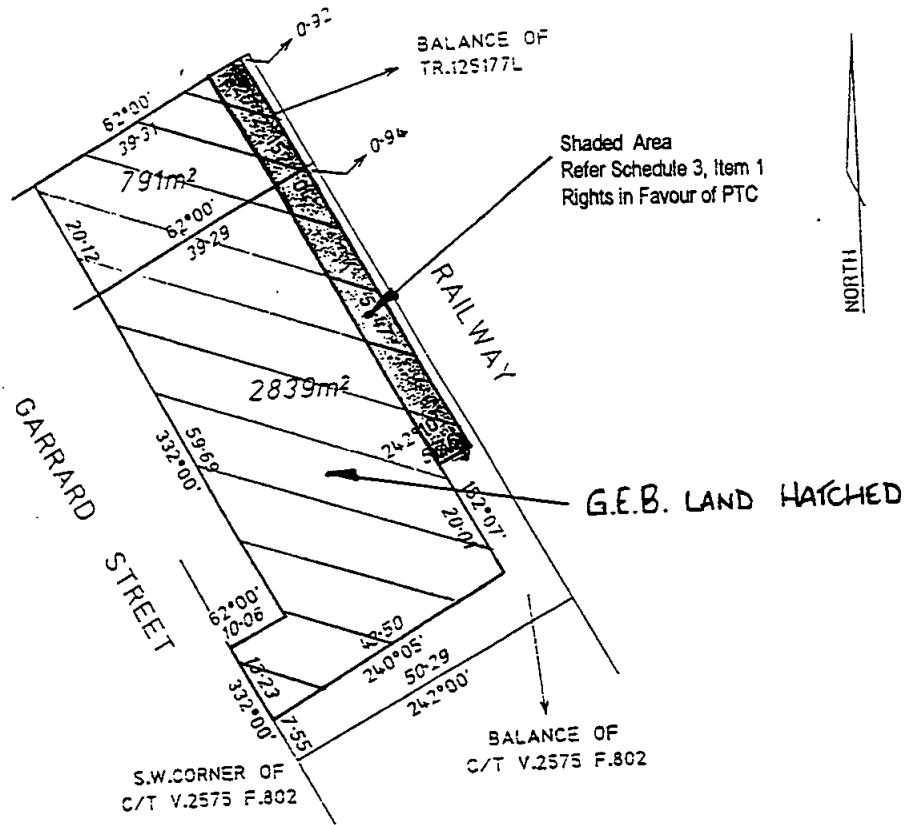 0·92
BALANCE OF
TR.125177L
62°00'
39·31
0·94
791m²
Shaded Area
Refer Schedule 3, Item 1
Rights in Favour of PTC
62°00'
39·29
20·12
RAILWAY
NORTH
2839m²
GARRARD
STREET
59·69
332°00'
G.E.B. LAND HATCHED
152°07'
20·01
62°00'
10·06
13·23
332°00'
42·50
240°05'
50·29
242°00'
7·55
BALANCE OF
C/T V.2575 F.802
S.W.CORNER OF
C/T V.2575 F.802